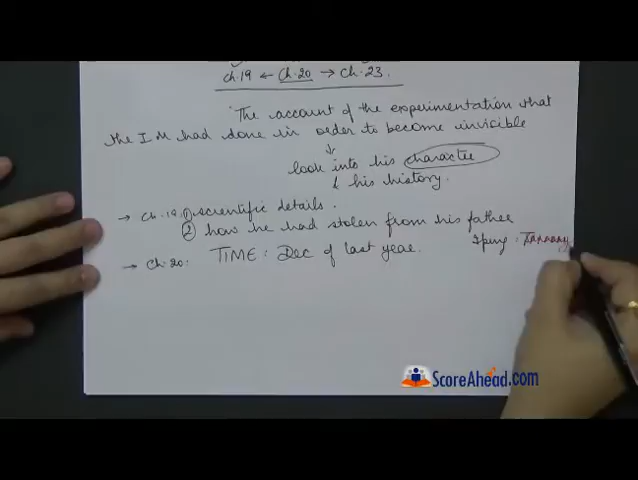 Ch.19 ← Ch.20 → Ch.23.
The account of the experimentation that
the I M had done in order to become invisible
↓
look into his character
& his history.
→ Ch.19. ① scientific details.
② how he had stolen from his father
Iping : January
→ Ch.20: TIME : Dec of last year.
ScoreAhead.com